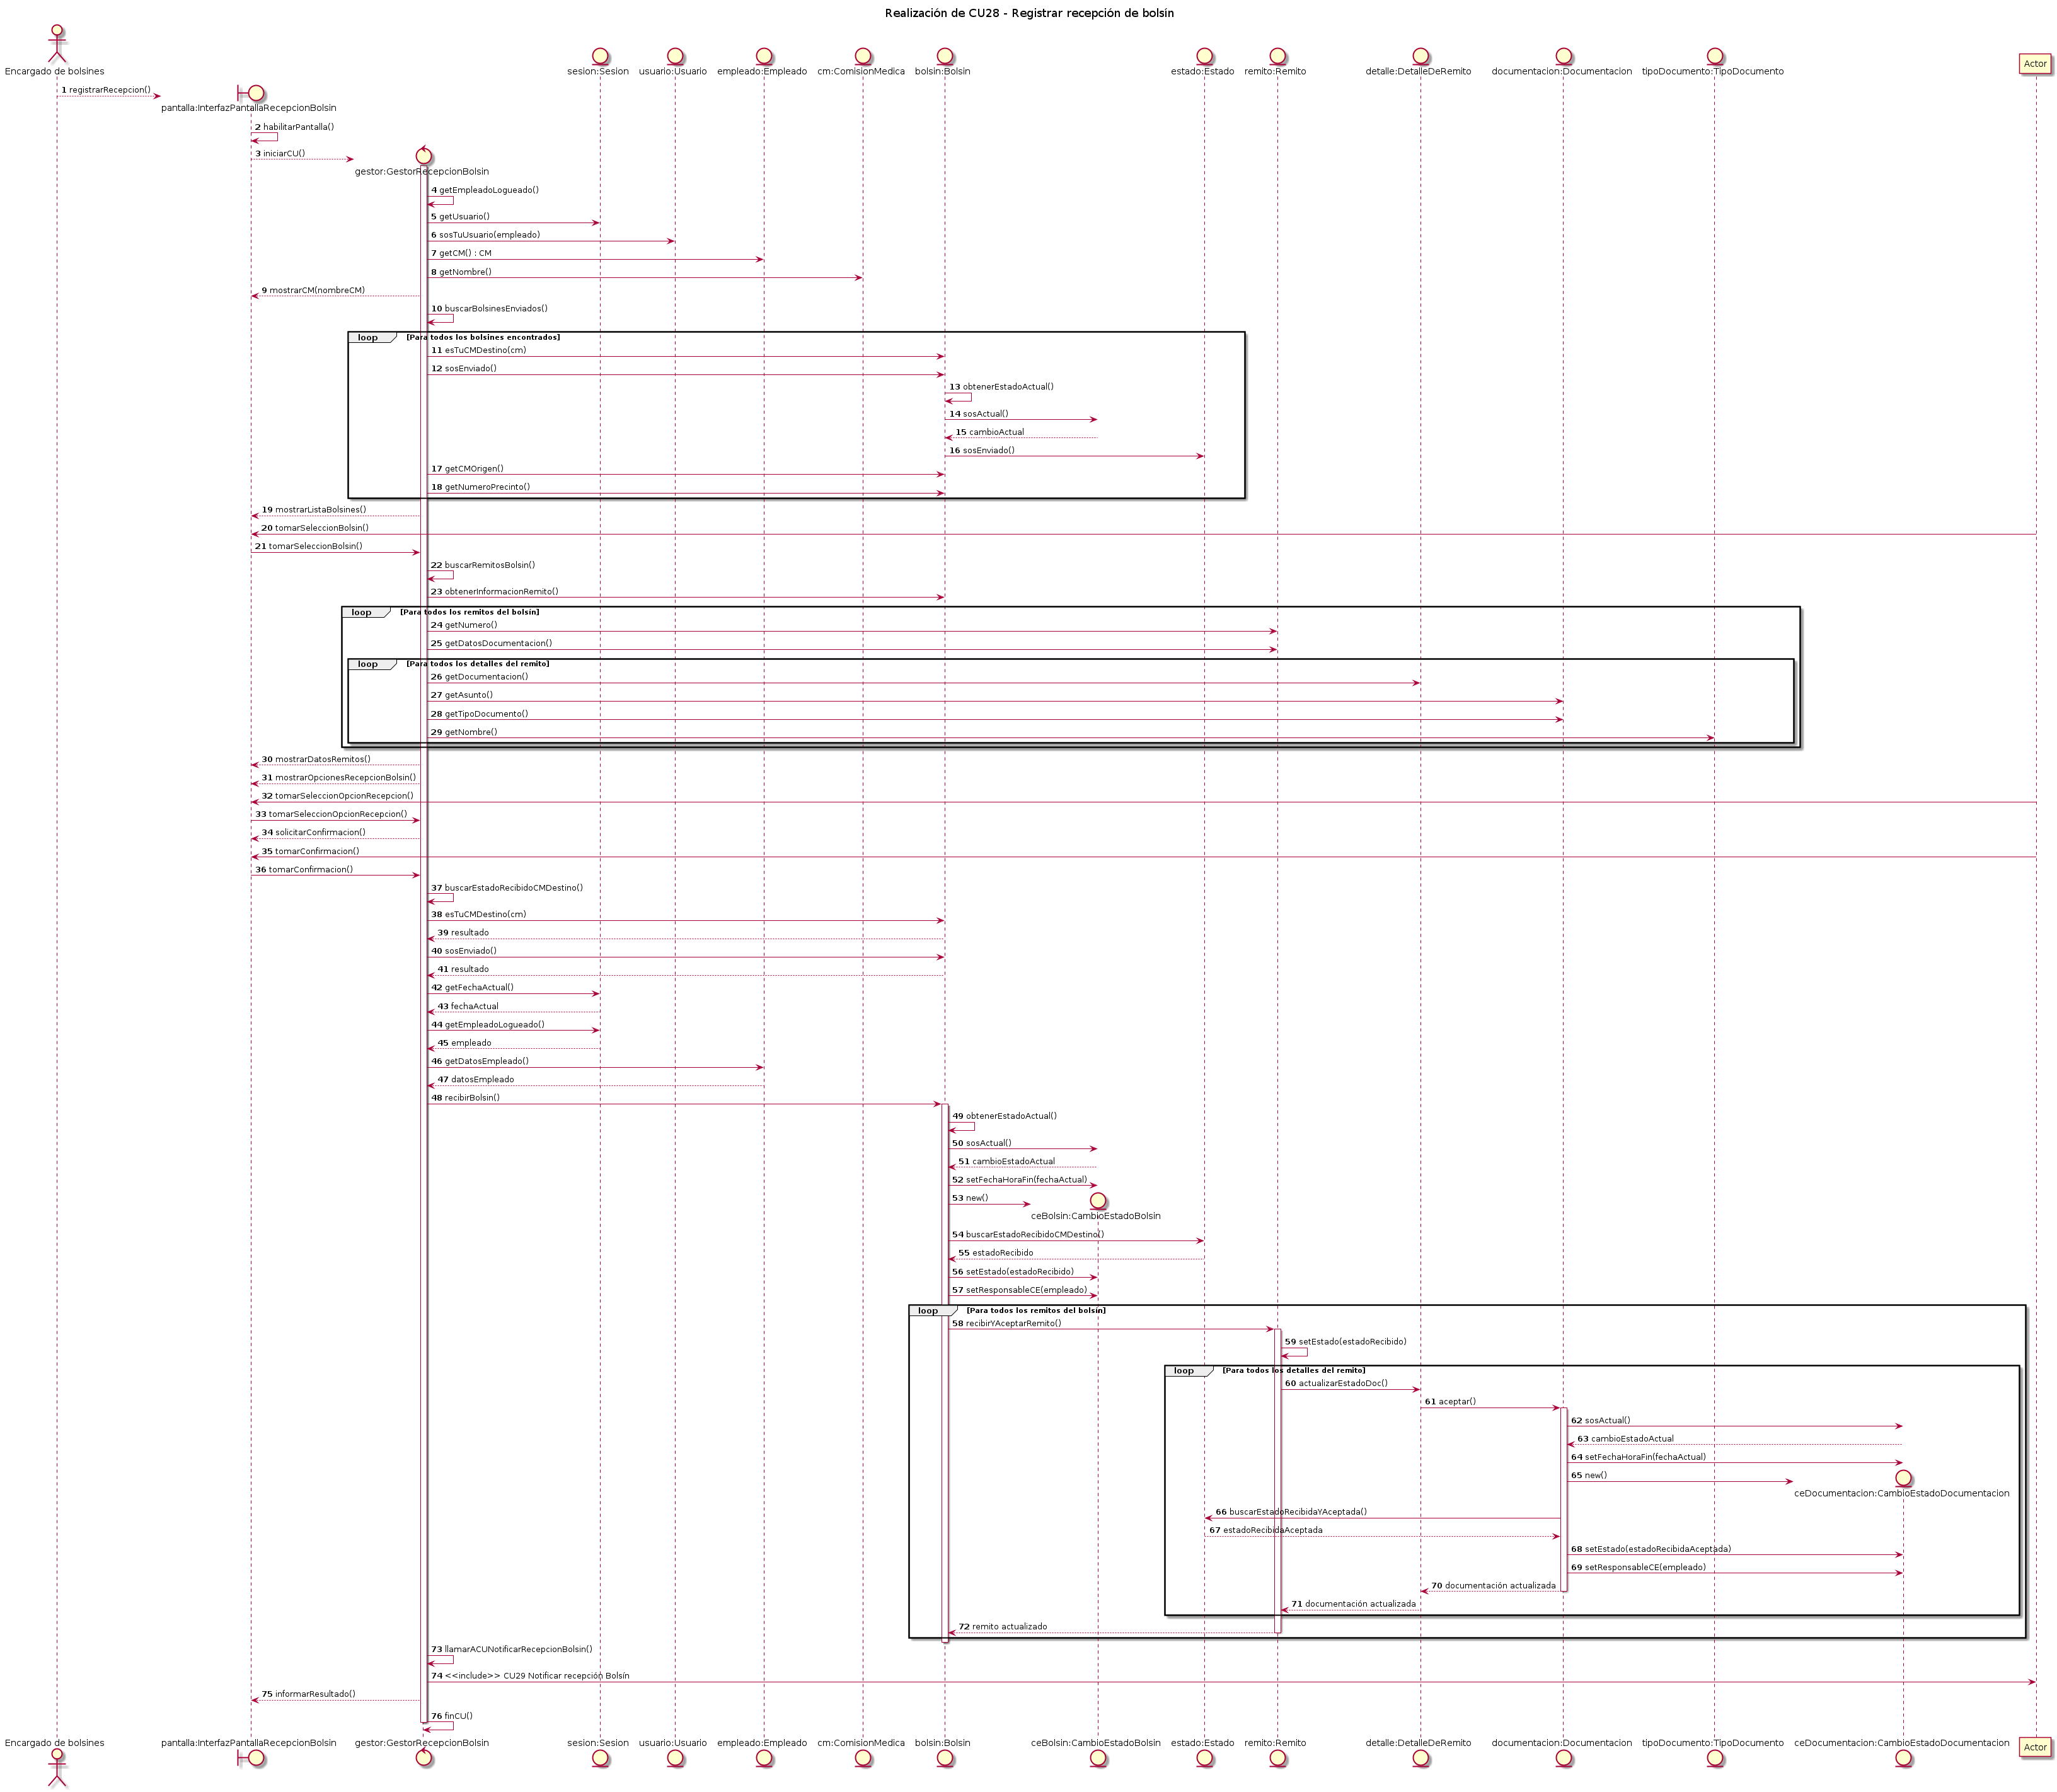 Realización de CU28 - Registrar recepción de bolsín
Encargado de bolsines
sesion:Sesion
usuario:Usuario
empleado:Empleado
cm:ComisionMedica
bolsin:Bolsin
estado:Estado
remito:Remito
detalle:DetalleDeRemito
documentacion:Documentacion
tipoDocumento:TipoDocumento
Actor
1 registrarRecepcion()
pantalla:InterfazPantallaRecepcionBolsin
2 habilitarPantalla()
3 iniciarCU()
gestor:GestorRecepcionBolsin
4 getEmpleadoLogueado()
5 getUsuario()
6 sosTuUsuario(empleado)
7 getCM() : CM
8 getNombre()
9 mostrarCM(nombreCM)
10 buscarBolsinesEnviados()
loop [Para todos los bolsines encontrados]
11 esTuCMDestino(cm)
12 sosEnviado()
13 obtenerEstadoActual()
14 sosActual()
15 cambioActual
16 sosEnviado()
17 getCMOrigen()
18 getNumeroPrecinto()
19 mostrarListaBolsines()
20 tomarSeleccionBolsin()
21 tomarSeleccionBolsin()
22 buscarRemitosBolsin()
23 obtenerInformacionRemito()
loop [Para todos los remitos del bolsín]
24 getNumero()
25 getDatosDocumentacion()
loop [Para todos los detalles del remito]
26 getDocumentacion()
27 getAsunto()
28 getTipoDocumento()
29 getNombre()
30 mostrarDatosRemitos()
31 mostrarOpcionesRecepcionBolsin()
32 tomarSeleccionOpcionRecepcion()
33 tomarSeleccionOpcionRecepcion()
34 solicitarConfirmacion()
35 tomarConfirmacion()
36 tomarConfirmacion()
37 buscarEstadoRecibidoCMDestino()
38 esTuCMDestino(cm)
39 resultado
40 sosEnviado()
41 resultado
42 getFechaActual()
43 fechaActual
44 getEmpleadoLogueado()
45 empleado
46 getDatosEmpleado()
47 datosEmpleado
48 recibirBolsin()
49 obtenerEstadoActual()
50 sosActual()
51 cambioEstadoActual
52 setFechaHoraFin(fechaActual)
53 new()
ceBolsin:CambioEstadoBolsin
54 buscarEstadoRecibidoCMDestino()
55 estadoRecibido
56 setEstado(estadoRecibido)
57 setResponsableCE(empleado)
loop [Para todos los remitos del bolsín]
58 recibirYAceptarRemito()
59 setEstado(estadoRecibido)
loop [Para todos los detalles del remito]
60 actualizarEstadoDoc()
61 aceptar()
62 sosActual()
63 cambioEstadoActual
64 setFechaHoraFin(fechaActual)
65 new()
ceDocumentacion:CambioEstadoDocumentacion
66 buscarEstadoRecibidaYAceptada()
67 estadoRecibidaAceptada
68 setEstado(estadoRecibidaAceptada)
69 setResponsableCE(empleado)
70 documentación actualizada
71 documentación actualizada
72 remito actualizado
73 llamarACUNotificarRecepcionBolsin()
74 <<include>> CU29 Notificar recepción Bolsín
75 informarResultado()
76 finCU()
Encargado de bolsines
pantalla:InterfazPantallaRecepcionBolsin
gestor:GestorRecepcionBolsin
sesion:Sesion
usuario:Usuario
empleado:Empleado
cm:ComisionMedica
bolsin:Bolsin
ceBolsin:CambioEstadoBolsin
estado:Estado
remito:Remito
detalle:DetalleDeRemito
documentacion:Documentacion
tipoDocumento:TipoDocumento
ceDocumentacion:CambioEstadoDocumentacion
Actor